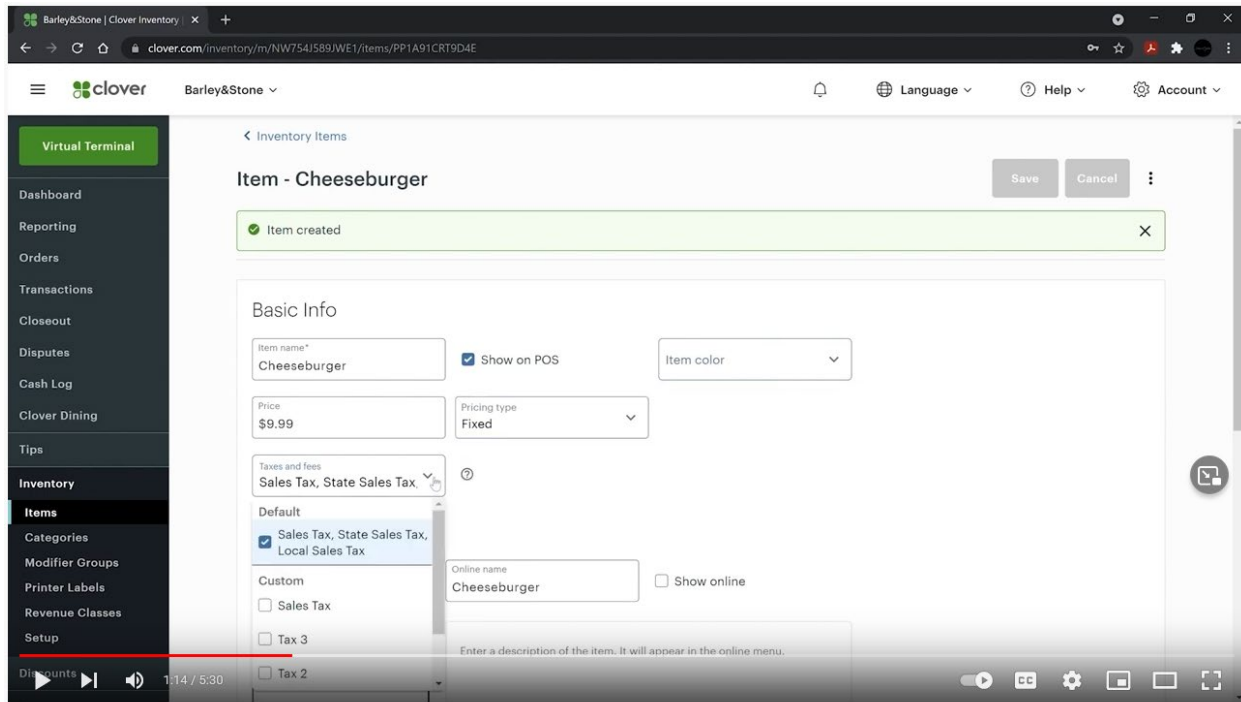 Barley&Stone | Clover Inventory |
clover.com/inventory/m/NW754J589JWE1/items/PP1A91CRT9D4E
clover
Barley&Stone
Language
Help
Account
Virtual Terminal
Dashboard
Reporting
Orders
Transactions
Closeout
Disputes
Cash Log
Clover Dining
Tips
Inventory
Items
Categories
Modifier Groups
Printer Labels
Revenue Classes
Setup
Discounts
Inventory Items
Item - Cheeseburger
Save
Cancel
Item created
Basic Info
Item name*
Cheeseburger
Show on POS
Item color
Price
$9.99
Pricing type
Fixed
Taxes and fees
Sales Tax, State Sales Tax,
Default
Sales Tax, State Sales Tax,
Local Sales Tax
Custom
Sales Tax
Tax 3
Tax 2
Online name
Cheeseburger
Show online
Enter a description of the item. It will appear in the online menu.
1:14 / 5:30
CC